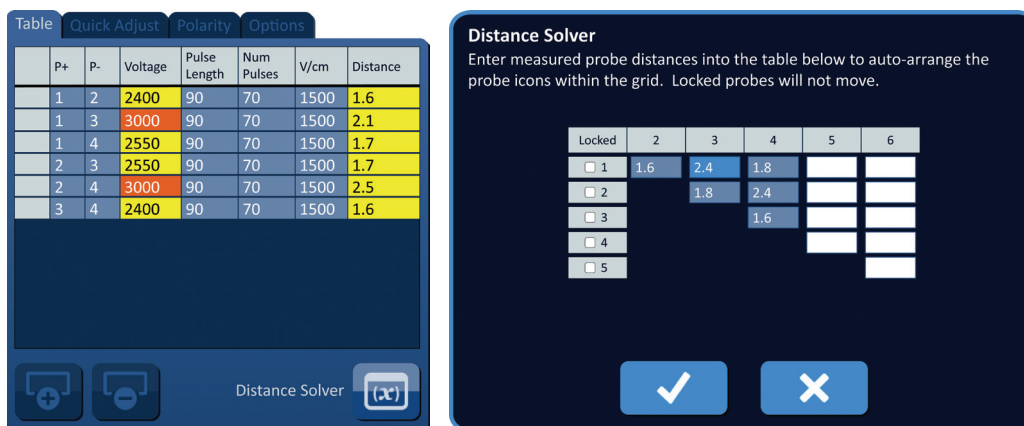 Table Quick Adjust Polarity Options
P+ P- Voltage Pulse Length Num Pulses V/cm Distance
1 2 2400 90 70 1500 1.6
1 3 3000 90 70 1500 2.1
1 4 2550 90 70 1500 1.7
2 3 2550 90 70 1500 1.7
2 4 3000 90 70 1500 2.5
3 4 2400 90 70 1500 1.6
Distance Solver (x)
Distance Solver
Enter measured probe distances into the table below to auto-arrange the
probe icons within the grid. Locked probes will not move.
Locked 2 3 4 5 6
1 1.6 2.4 1.8
2 1.8 2.4
3 1.6
4
5